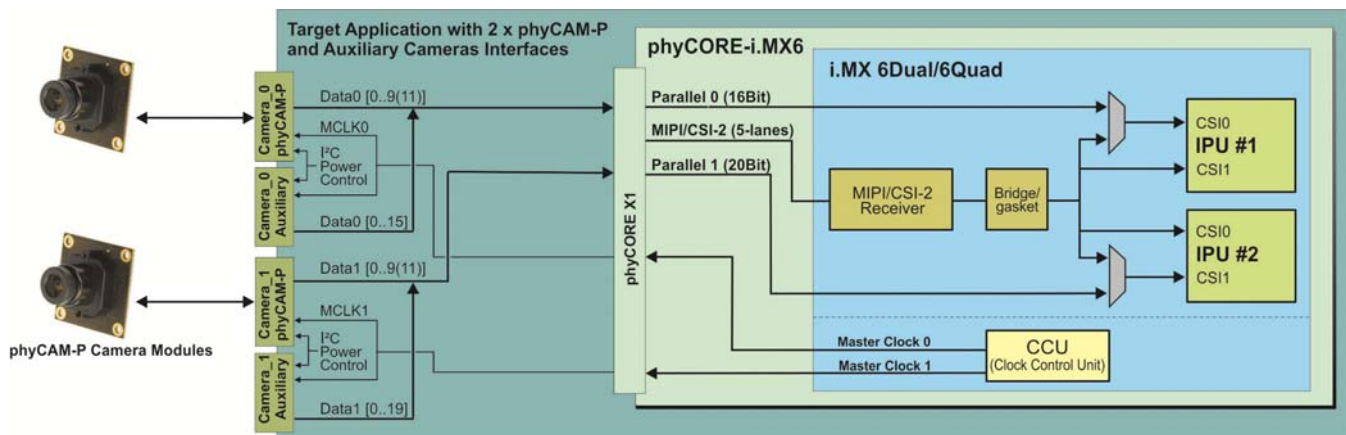 Target Application with 2 x phyCAM-P
and Auxiliary Cameras Interfaces
phyCORE-i.MX6
i.MX 6Dual/6Quad
Camera_0
phyCAM-P
Data0 [0..9(11)]
MCLK0
I²C
Power
Control
Camera_0
Auxiliary
Data0 [0..15]
Camera_1
phyCAM-P
Data1 [0..9(11)]
MCLK1
I²C
Power
Control
Camera_1
Auxiliary
Data1 [0..19]
phyCAM-P Camera Modules
phyCORE X1
Parallel 0 (16Bit)
MIPI/CSI-2 (5-lanes)
Parallel 1 (20Bit)
MIPI/CSI-2
Receiver
Bridge/
gasket
CSI0
IPU #1
CSI1
CSI0
IPU #2
CSI1
Master Clock 0
Master Clock 1
CCU
(Clock Control Unit)